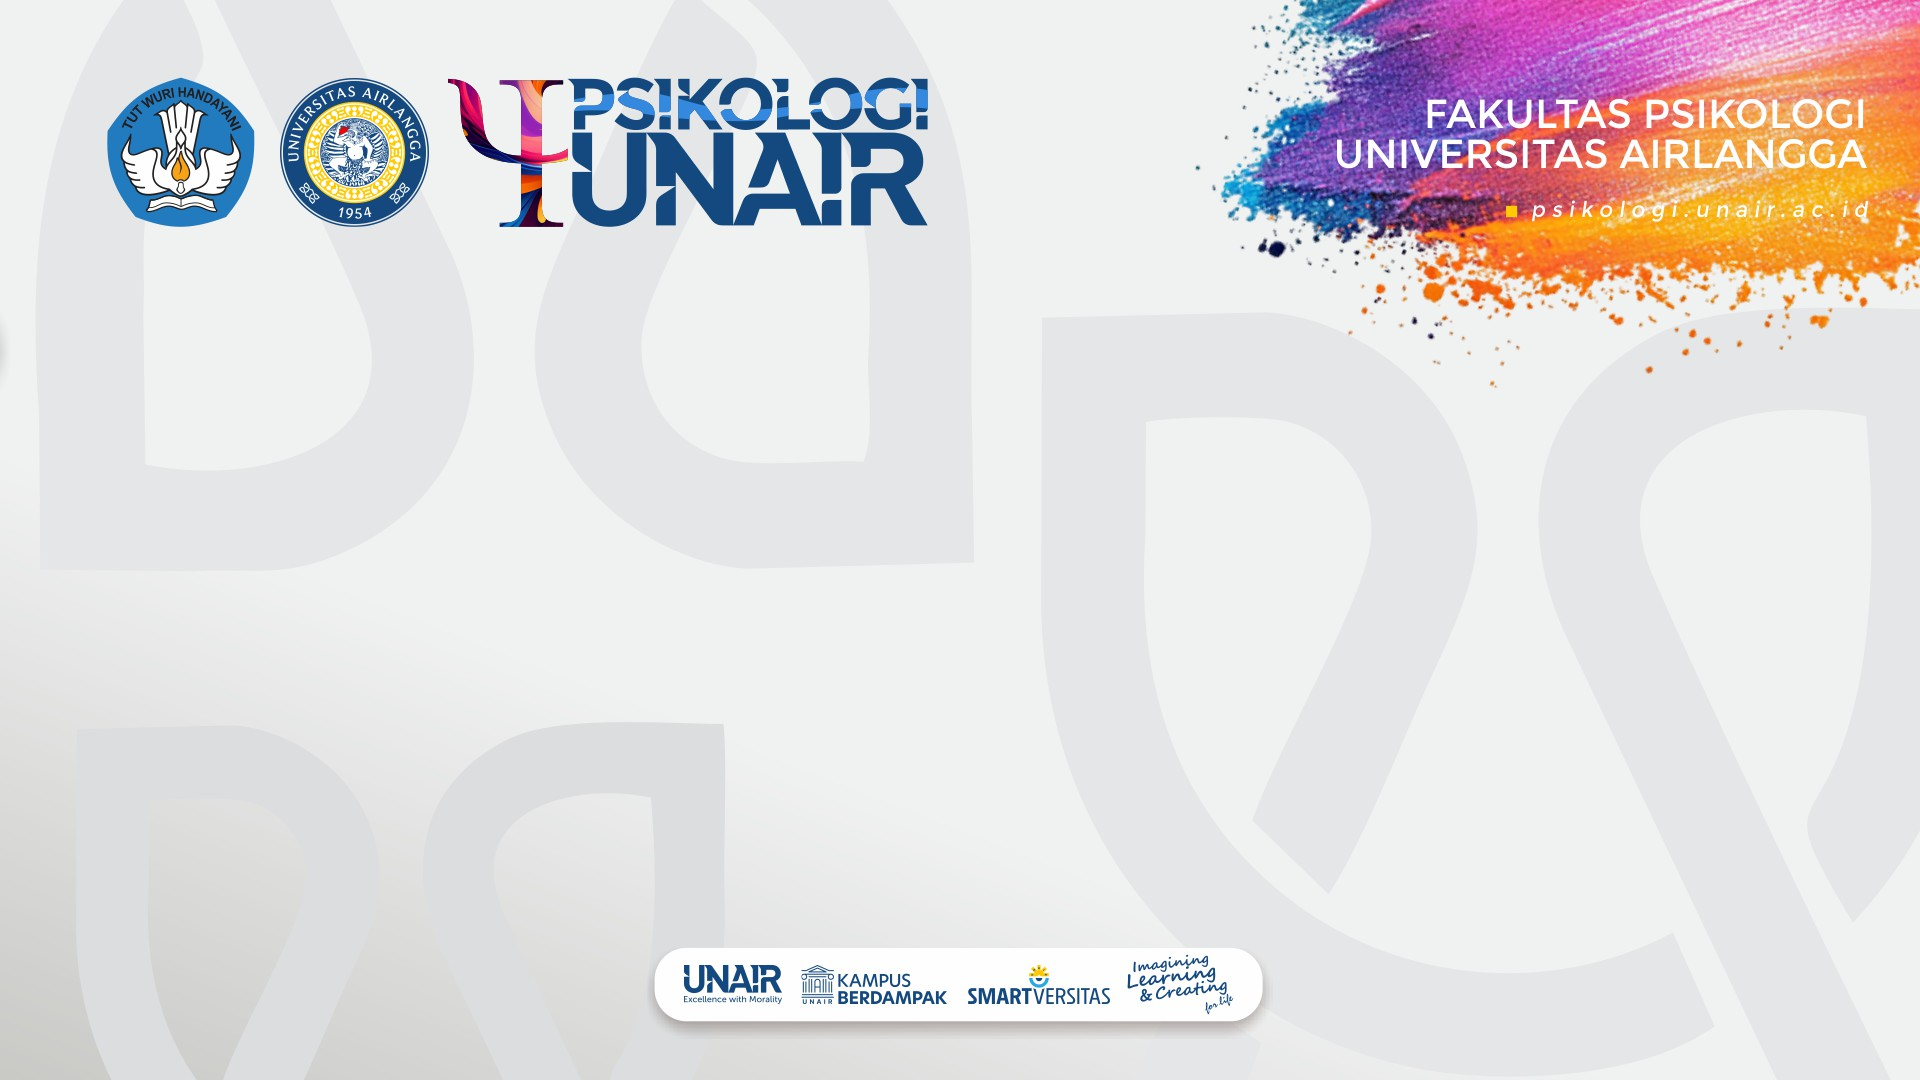 TUT WURI HANDAYANI
UNIVERSITAS AIRLANGGA
1954
PSIKOLOGI
UNAIR
FAKULTAS PSIKOLOGI
UNIVERSITAS AIRLANGGA
psikologi.unair.ac.id
UNAIR
Excellence with Morality
UNAIR
KAMPUS
BERDAMPAK
SMARTVERSITAS
Imagining
Learning
& Creating
for life